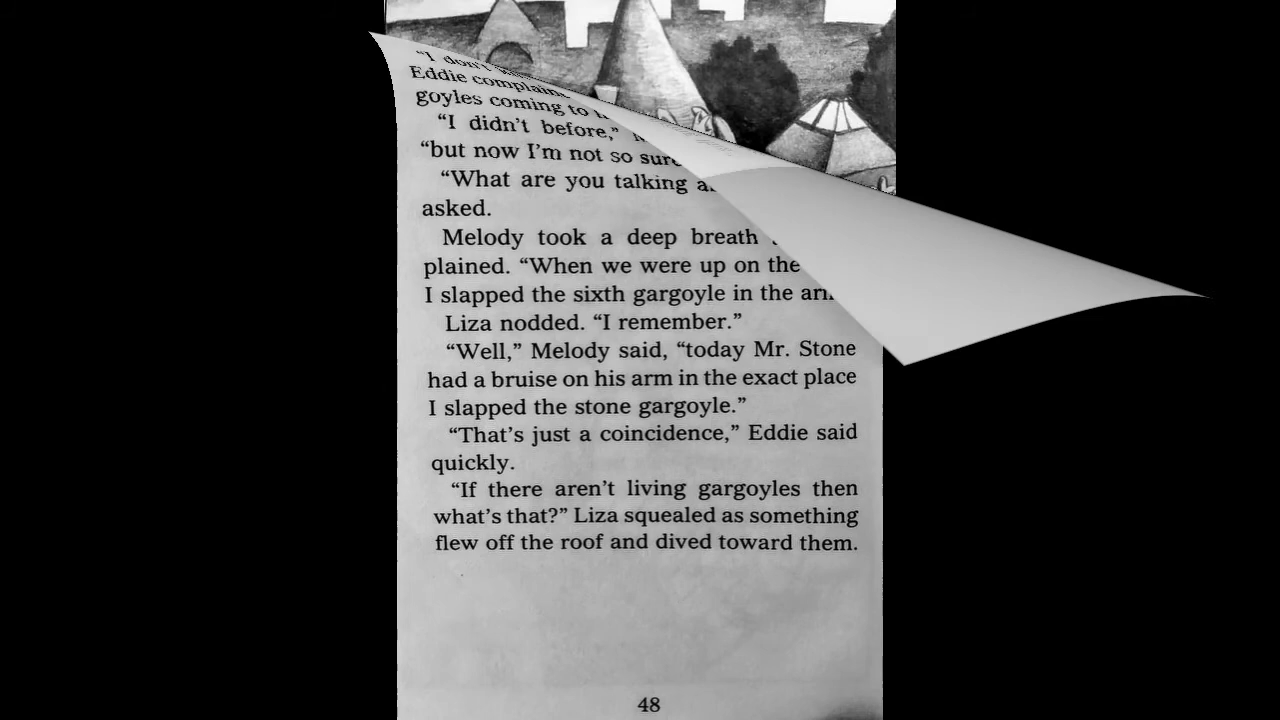 “I don’t
Eddie complain
goyles coming to
“I didn’t before,”
“but now I’m not so sure
“What are you talking
asked.
Melody took a deep breath
plained. “When we were up on the
I slapped the sixth gargoyle in the arm
Liza nodded. “I remember.”
“Well,” Melody said, “today Mr. Stone
had a bruise on his arm in the exact place
I slapped the stone gargoyle.”
“That’s just a coincidence,” Eddie said
quickly.
“If there aren’t living gargoyles then
what’s that?” Liza squealed as something
flew off the roof and dived toward them.
48